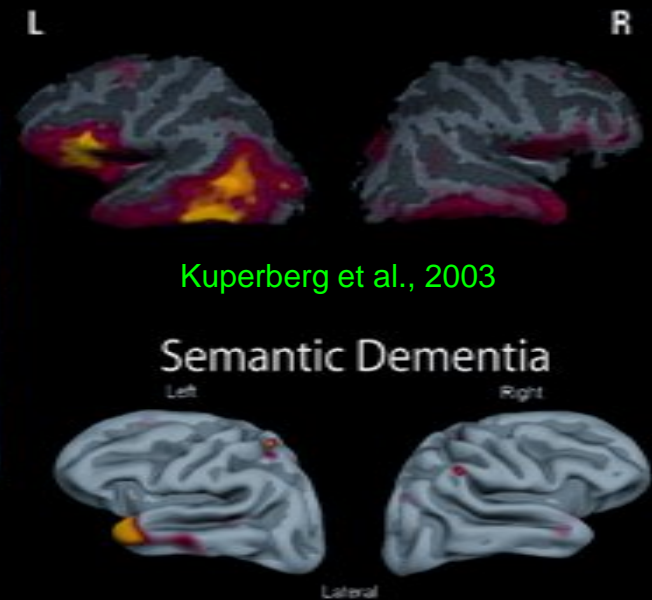 L R
Kuperberg et al., 2003
Semantic Dementia
Left Right
Lateral